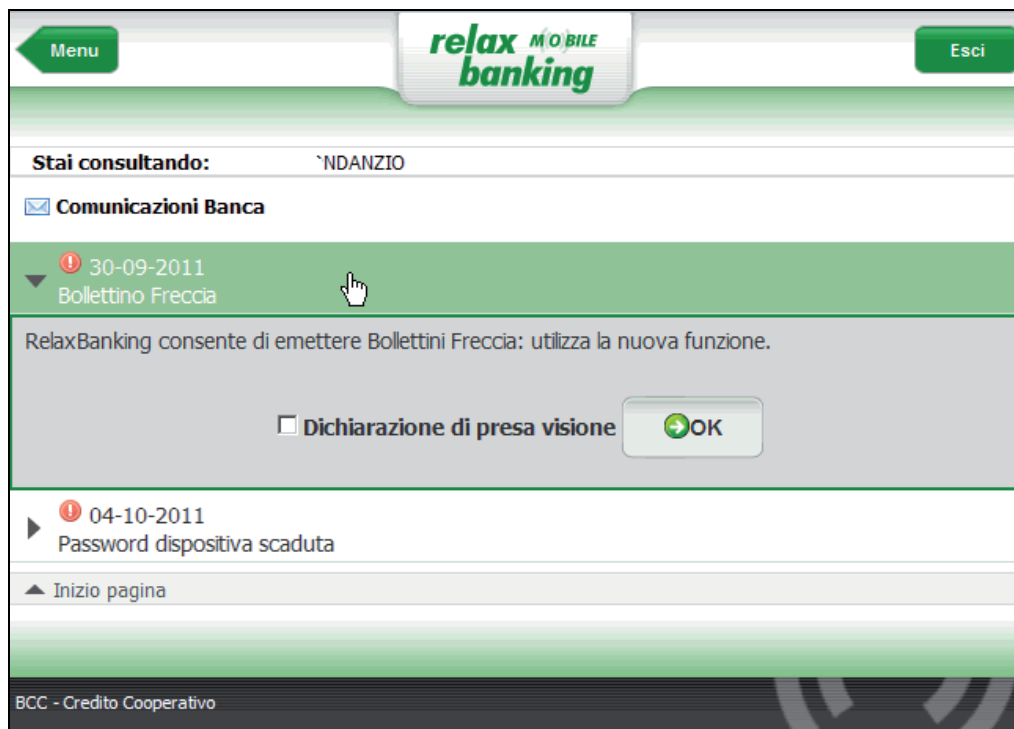 Menu
relax M(O)BILE
banking
Esci
Stai consultando: `NDANZIO
Comunicazioni Banca
30-09-2011
Bollettino Freccia
RelaxBanking consente di emettere Bollettini Freccia: utilizza la nuova funzione.
Dichiarazione di presa visione OK
04-10-2011
Password dispositiva scaduta
Inizio pagina
BCC - Credito Cooperativo